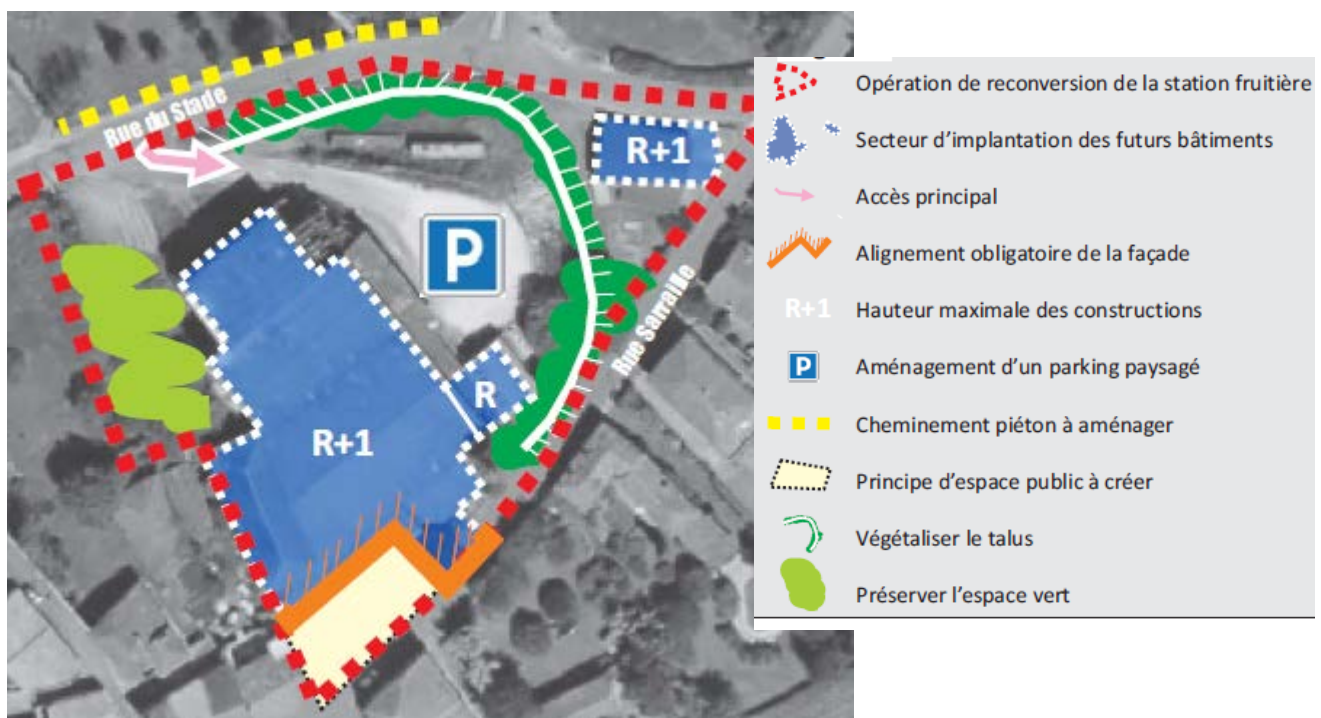 Rue du Stade
R+1
P
Rue Sarraille
R
R+1
Opération de reconversion de la station fruitière
Secteur d'implantation des futurs bâtiments
Accès principal
Alignement obligatoire de la façade
R+1 Hauteur maximale des constructions
P Aménagement d'un parking paysagé
Cheminement piéton à aménager
Principe d'espace public à créer
Végétaliser le talus
Préserver l'espace vert